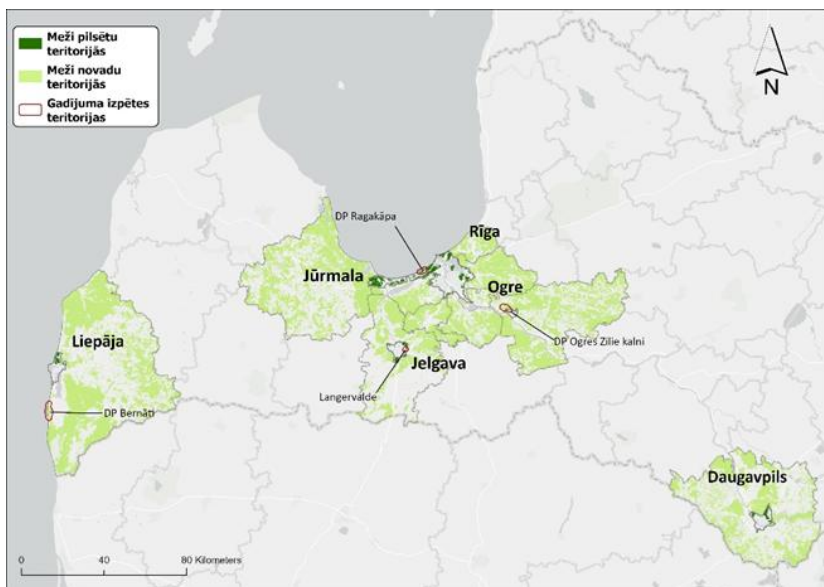 Meži pilsētu
teritorijās
Meži novadu
teritorijās
Gadījuma izpētes
teritorijas
N
DP Ragakāpa
Rīga
Jūrmala
Ogre
Liepāja
DP Ogres Zilie kalni
Jelgava
Langervalde
DP Bernāti
Daugavpils
0 40 80 Kilometers